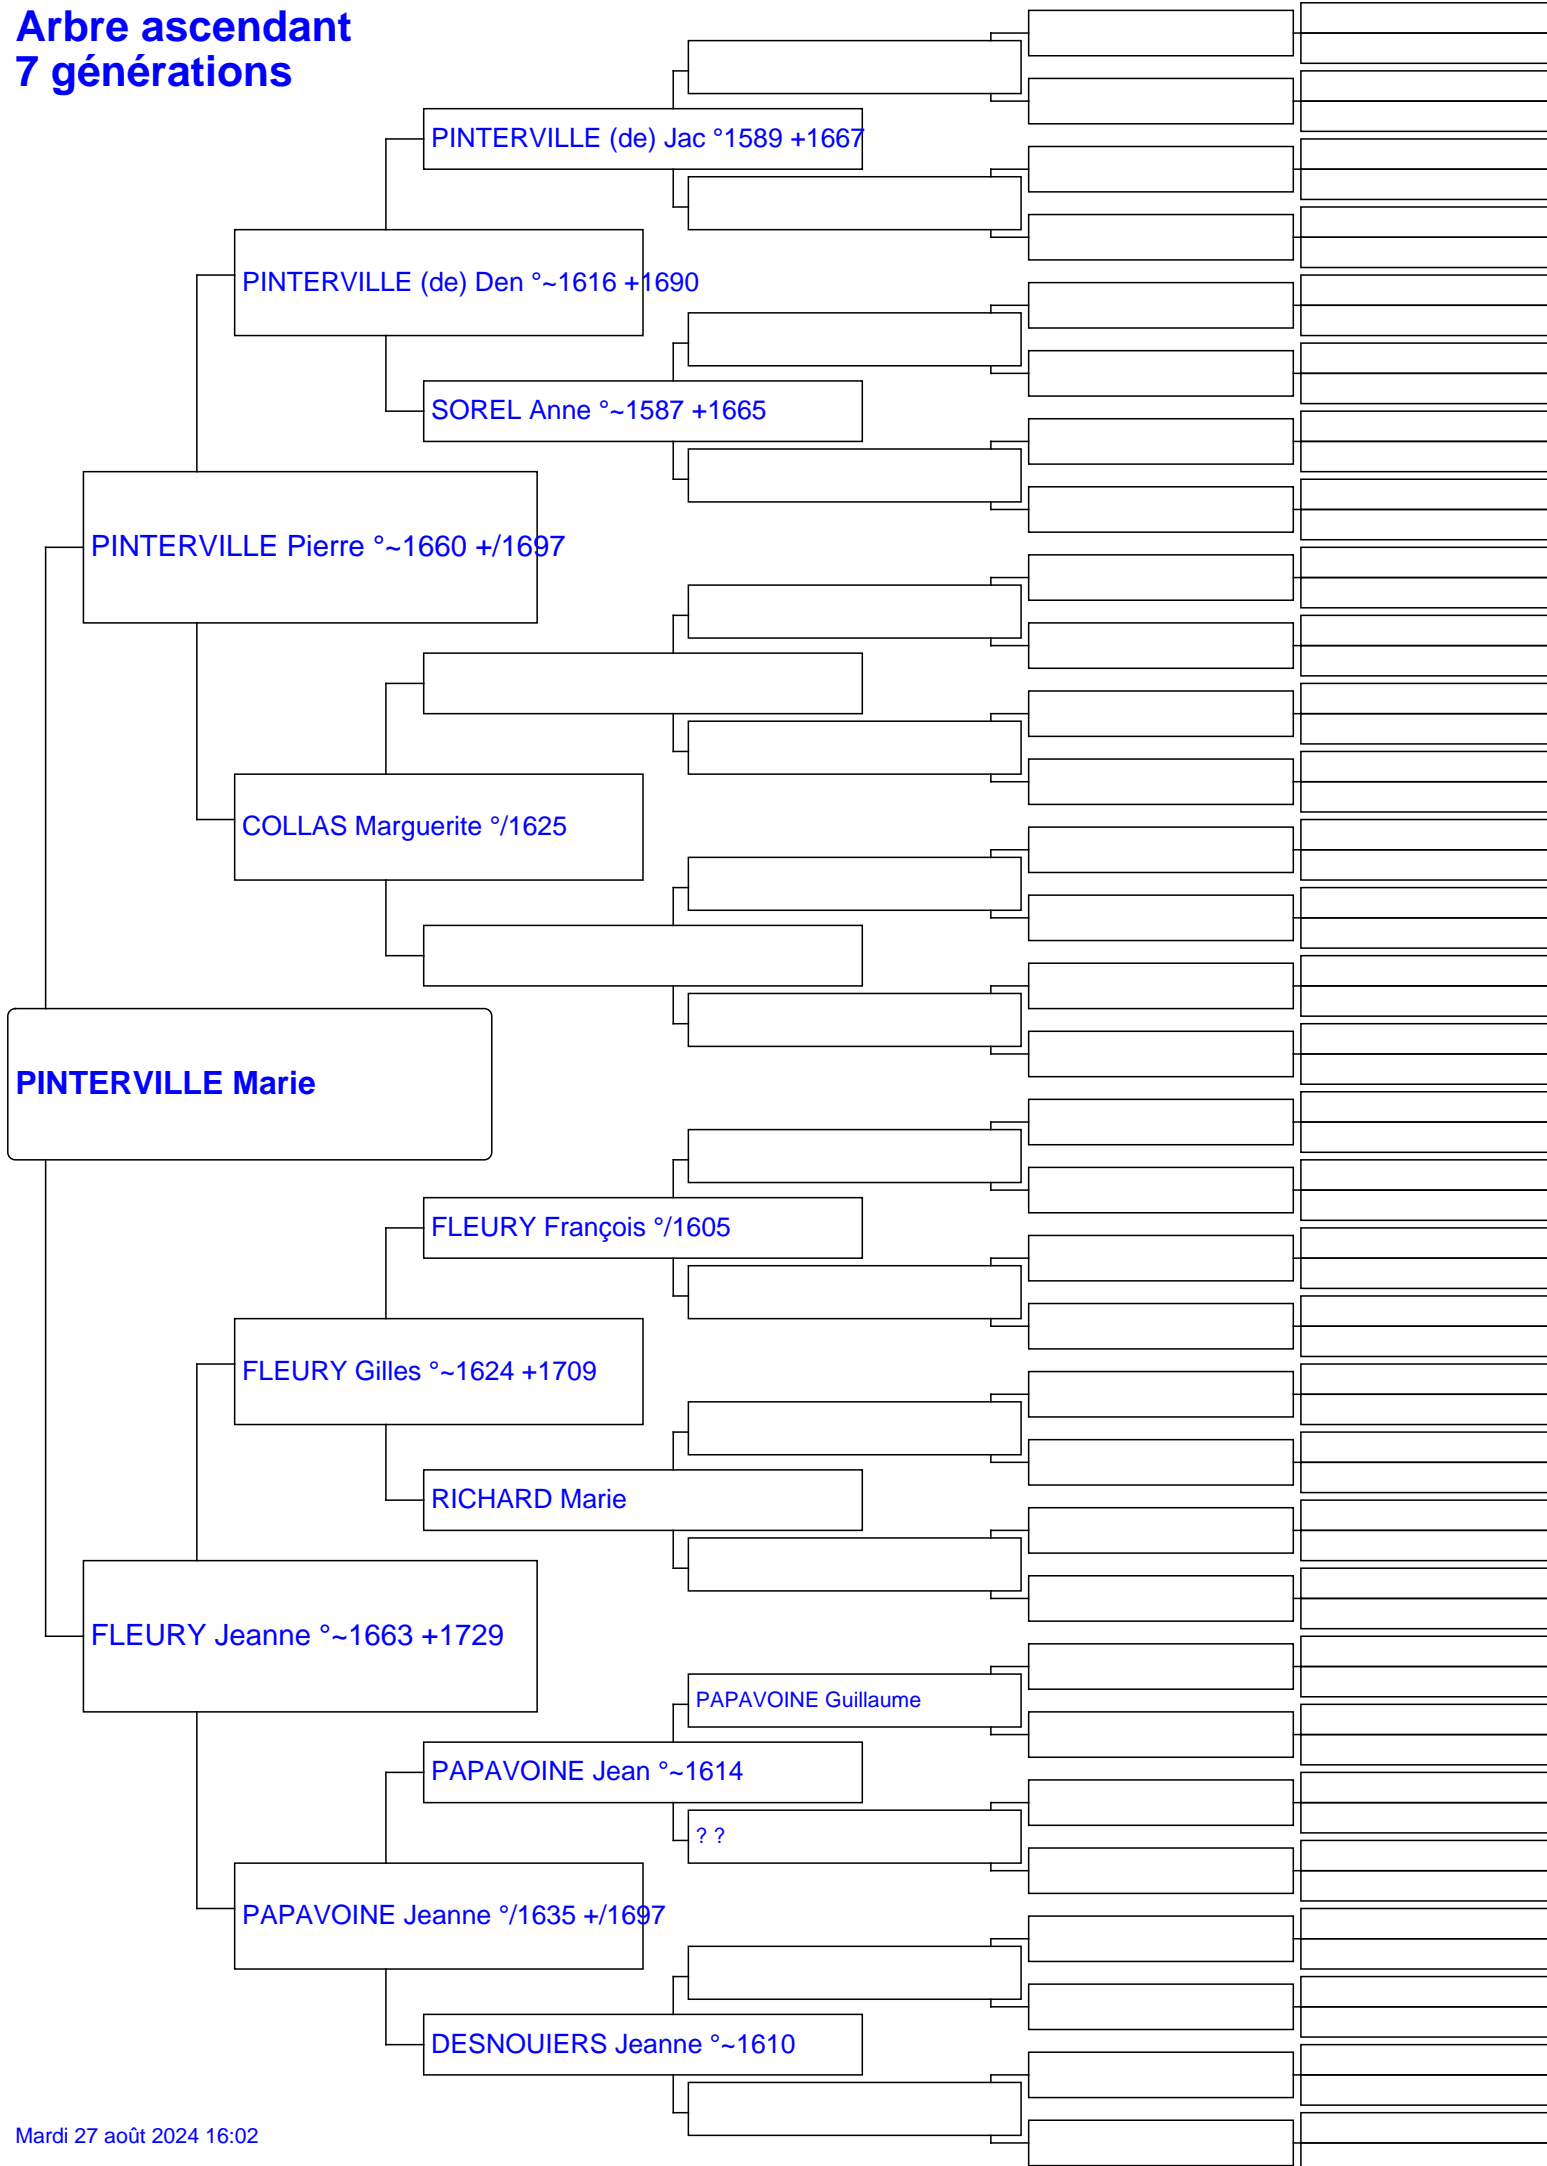 Arbre ascendant
7 générations
PINTERVILLE (de) Jac °1589 +1667
PINTERVILLE (de) Den °~1616 +1690
SOREL Anne °~1587 +1665
PINTERVILLE Pierre °~1660 +/1697
COLLAS Marguerite °/1625
PINTERVILLE Marie
FLEURY François °/1605
FLEURY Gilles °~1624 +1709
RICHARD Marie
FLEURY Jeanne °~1663 +1729
PAPAVOINE Guillaume
PAPAVOINE Jean °~1614
? ?
PAPAVOINE Jeanne °/1635 +/1697
DESNOUIERS Jeanne °~1610
Mardi 27 août 2024 16:02